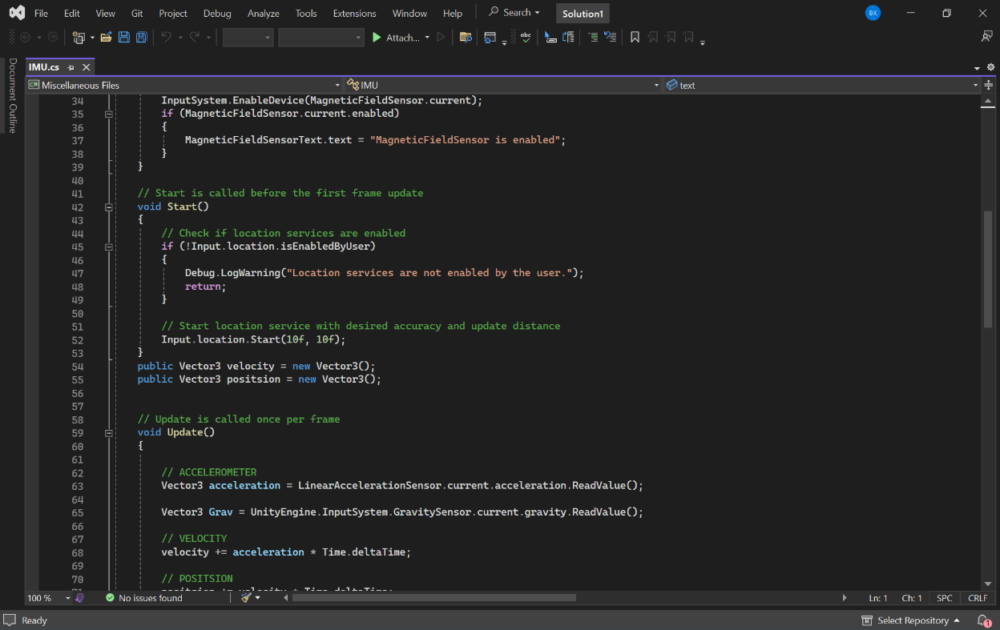 File Edit View Git Project Debug Analyze Tools Extensions Window Help Search Solution1 BK
Attach...
abc
Document Outline
IMU.cs
C# Miscellaneous Files IMU text
34 InputSystem.EnableDevice(MagneticFieldSensor.current);
35 if (MagneticFieldSensor.current.enabled)
36 {
37 MagneticFieldSensorText.text = "MagneticFieldSensor is enabled";
38 }
39 }
40
41 // Start is called before the first frame update
42 void Start()
43 {
44 // Check if location services are enabled
45 if (!Input.location.isEnabledByUser)
46 {
47 Debug.LogWarning("Location services are not enabled by the user.");
48 return;
49 }
50
51 // Start location service with desired accuracy and update distance
52 Input.location.Start(10f, 10f);
53 }
54 public Vector3 velocity = new Vector3();
55 public Vector3 positsion = new Vector3();
56
57
58 // Update is called once per frame
59 void Update()
60 {
61
62 // ACCELEROMETER
63 Vector3 acceleration = LinearAccelerationSensor.current.acceleration.ReadValue();
64
65 Vector3 Grav = UnityEngine.InputSystem.GravitySensor.current.gravity.ReadValue();
66
67 // VELOCITY
68 velocity += acceleration * Time.deltaTime;
69
70 // POSITSION
71 positsion += velocity * Time.deltaTime;
100 % No issues found Ln: 1 Ch: 1 SPC CRLF
Ready Select Repository 1